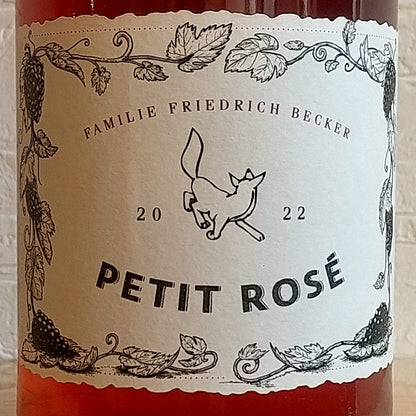 FAMILIE FRIEDRICH BECKER
20 22
PETIT ROSÉ